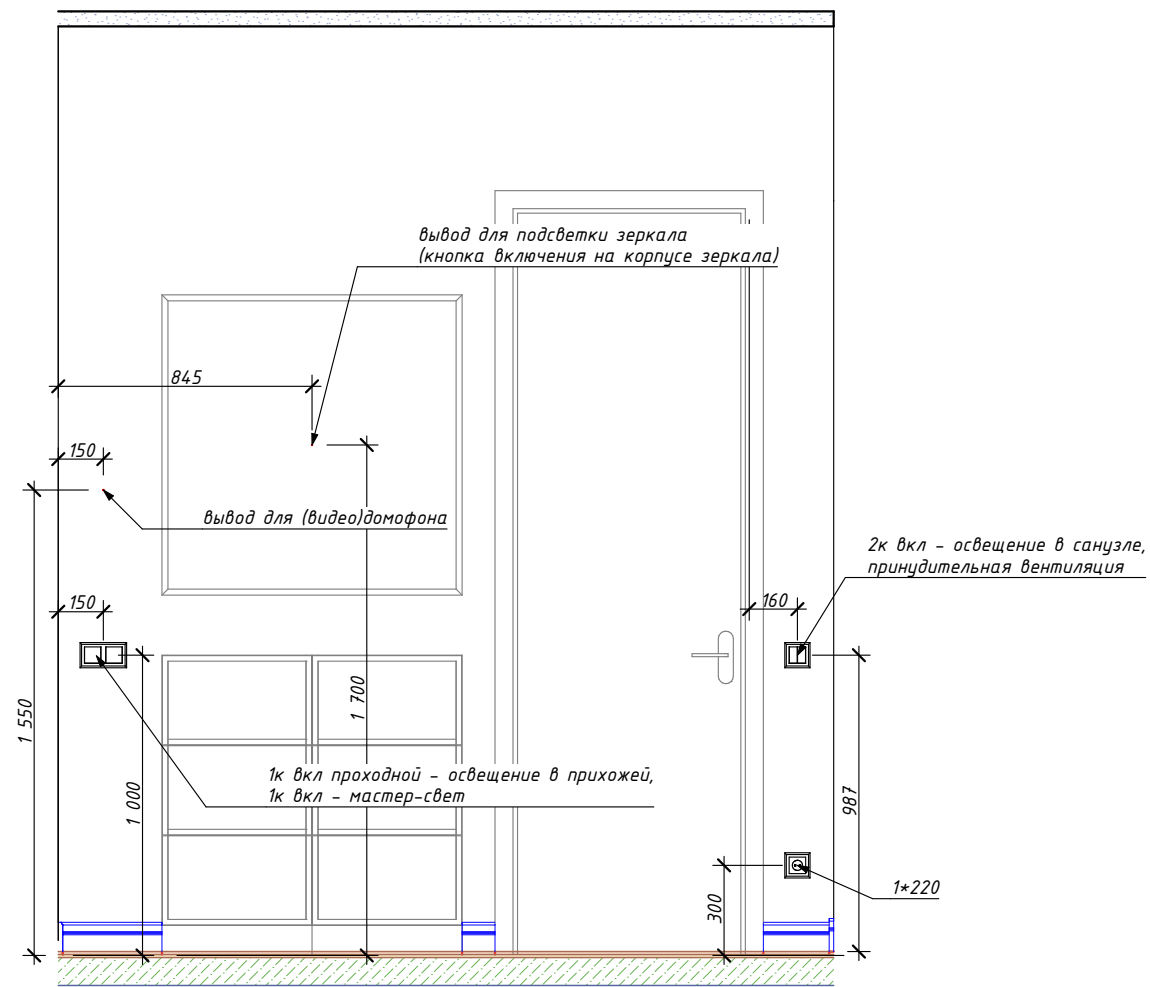 вывод для подсветки зеркала
(кнопка включения на корпусе зеркала)
845
150
вывод для (видео)домофона
2к вкл - освещение в санузле,
принудительная вентиляция
150
160
1 550
1 700
1к вкл проходной - освещение в прихожей,
1к вкл - мастер-свет
1 000
987
300
1*220